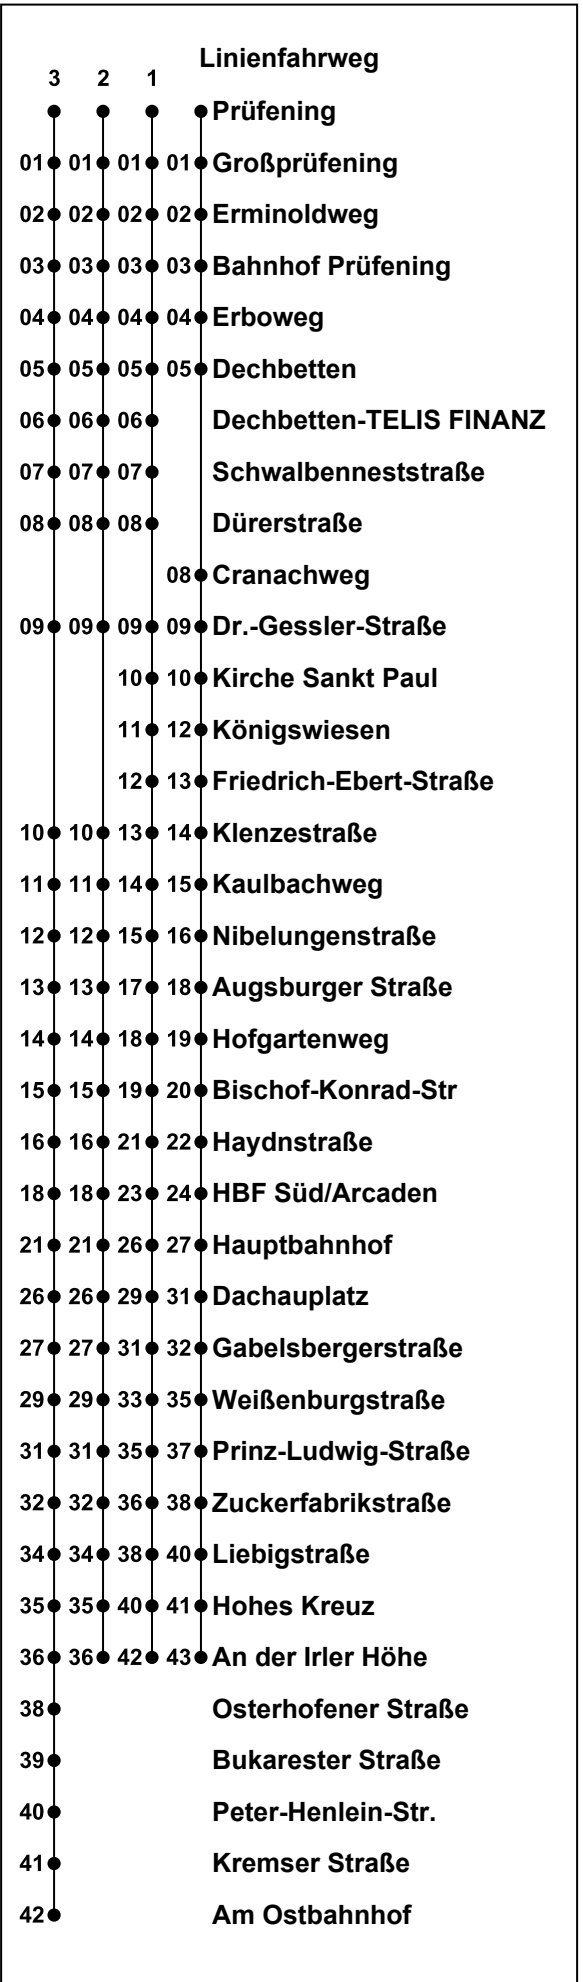 Linienfahrweg
3 2 1
Prüfening
01 01 01 01 Großprüfening
02 02 02 02 Erminoldweg
03 03 03 03 Bahnhof Prüfening
04 04 04 04 Erboweg
05 05 05 05 Dechbetten
06 06 06 Dechbetten-TELIS FINANZ
07 07 07 Schwalbenneststraße
08 08 08 Dürerstraße
08 Cranachweg
09 09 09 09 Dr.-Gessler-Straße
10 10 Kirche Sankt Paul
11 12 Königswiesen
12 13 Friedrich-Ebert-Straße
10 10 13 14 Klenzestraße
11 11 14 15 Kaulbachweg
12 12 15 16 Nibelungenstraße
13 13 17 18 Augsburger Straße
14 14 18 19 Hofgartenweg
15 15 19 20 Bischof-Konrad-Str
16 16 21 22 Haydnstraße
18 18 23 24 HBF Süd/Arcaden
21 21 26 27 Hauptbahnhof
26 26 29 31 Dachauplatz
27 27 31 32 Gabelsbergerstraße
29 29 33 35 Weißenburgstraße
31 31 35 37 Prinz-Ludwig-Straße
32 32 36 38 Zuckerfabrikstraße
34 34 38 40 Liebigstraße
35 35 40 41 Hohes Kreuz
36 36 42 43 An der Irler Höhe
38 Osterhofener Straße
39 Bukarester Straße
40 Peter-Henlein-Str.
41 Kremser Straße
42 Am Ostbahnhof